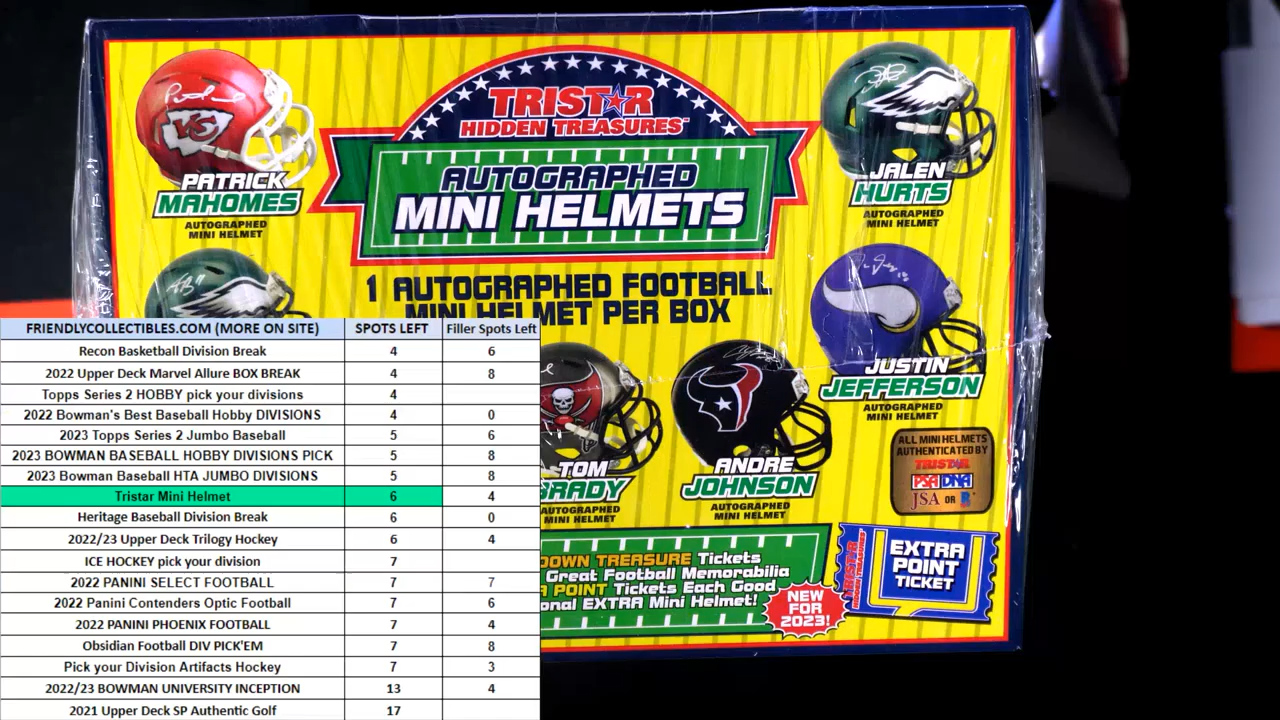 TRISTAR
HIDDEN TREASURES
AUTOGRAPHED
MINI HELMETS
PATRICK
MAHOMES
AUTOGRAPHED
MINI HELMET
JALEN
HURTS
AUTOGRAPHED
MINI HELMET
1 AUTOGRAPHED FOOTBALL
MINI HELMET PER BOX
JUSTIN
JEFFERSON
AUTOGRAPHED
MINI HELMET
TOM
BRADY
AUTOGRAPHED
MINI HELMET
ANDRE
JOHNSON
AUTOGRAPHED
MINI HELMET
ALL MINI HELMETS
AUTHENTICATED BY
TRISTAR
PSA/DNA
JSA OR
DOWN TREASURE Tickets
Great Football Memorabilia
POINT Tickets Each Good
EXTRA Mini Helmet!
NEW
FOR
2023!
TRISTAR
HIDDEN TREASURES
EXTRA
POINT
TICKET
FRIENDLYCOLLECTIBLES.COM (MORE ON SITE) SPOTS LEFT Filler Spots Left
Recon Basketball Division Break 4 6
2022 Upper Deck Marvel Allure BOX BREAK 4 8
Topps Series 2 HOBBY pick your divisions 4
2022 Bowman's Best Baseball Hobby DIVISIONS 4 0
2023 Topps Series 2 Jumbo Baseball 5 6
2023 BOWMAN BASEBALL HOBBY DIVISIONS PICK 5 8
2023 Bowman Baseball HTA JUMBO DIVISIONS 5 8
Tristar Mini Helmet 6 4
Heritage Baseball Division Break 6 0
2022/23 Upper Deck Trilogy Hockey 6 4
ICE HOCKEY pick your division 7
2022 PANINI SELECT FOOTBALL 7 7
2022 Panini Contenders Optic Football 7 6
2022 PANINI PHOENIX FOOTBALL 7 4
Obsidian Football DIV PICK'EM 7 8
Pick your Division Artifacts Hockey 7 3
2022/23 BOWMAN UNIVERSITY INCEPTION 13 4
2021 Upper Deck SP Authentic Golf 17